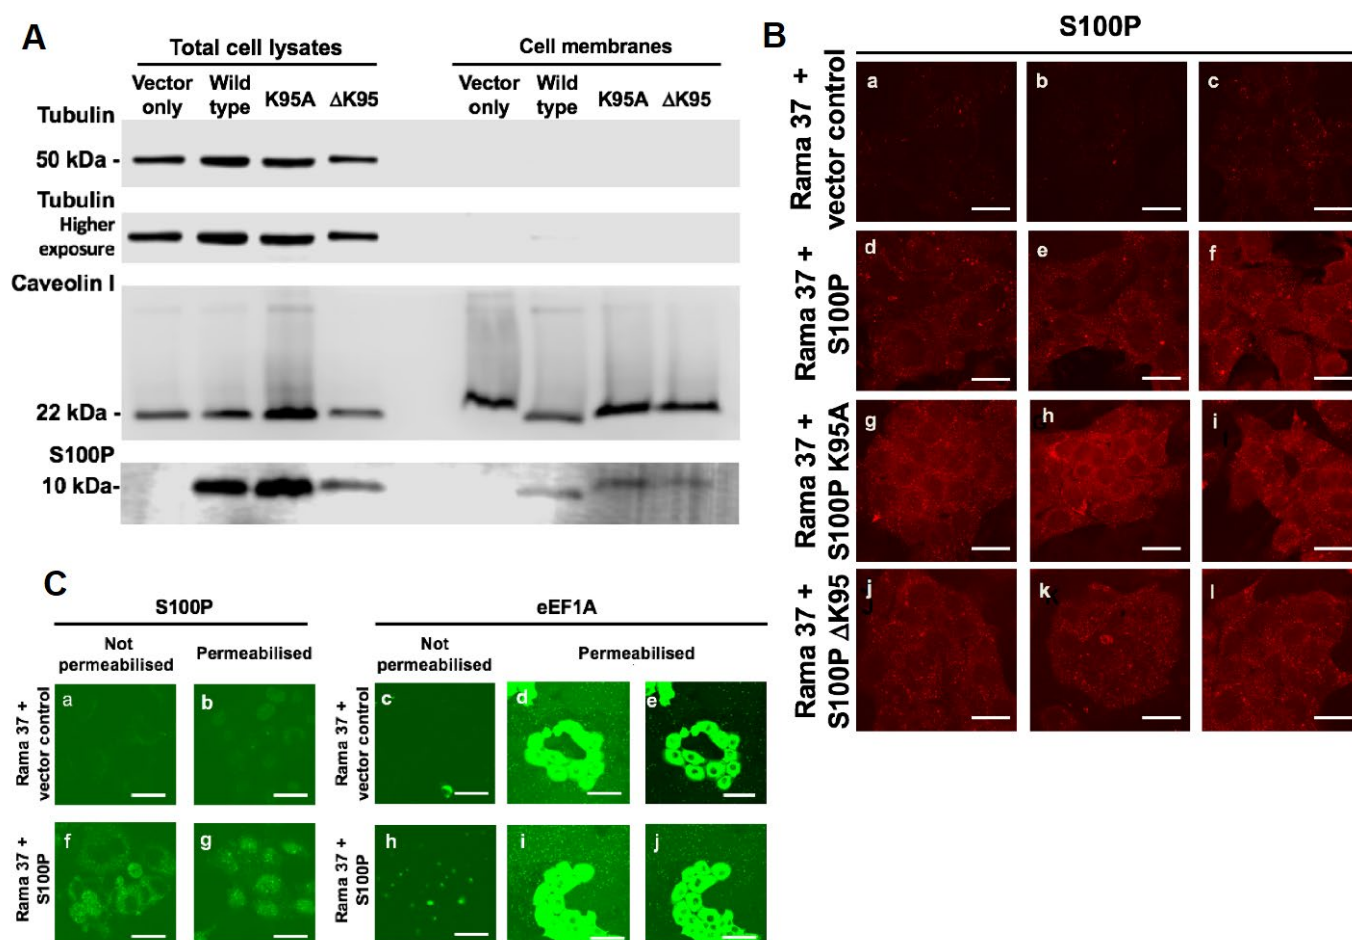 A
Total cell lysates
Cell membranes
Vector only
Wild type
K95A
ΔK95
Vector only
Wild type
K95A
ΔK95
Tubulin
50 kDa -
Tubulin
Higher exposure
Caveolin I
22 kDa -
S100P
10 kDa-
B
S100P
Rama 37 + vector control
a
b
c
Rama 37 + S100P
d
e
f
Rama 37 + S100P K95A
g
h
i
Rama 37 + S100P ΔK95
j
k
l
C
S100P
eEF1A
Not permeabilised
Permeabilised
Not permeabilised
Permeabilised
Rama 37 + vector control
a
b
Rama 37 + vector control
c
d
e
Rama 37 + S100P
f
g
Rama 37 + S100P
h
i
j